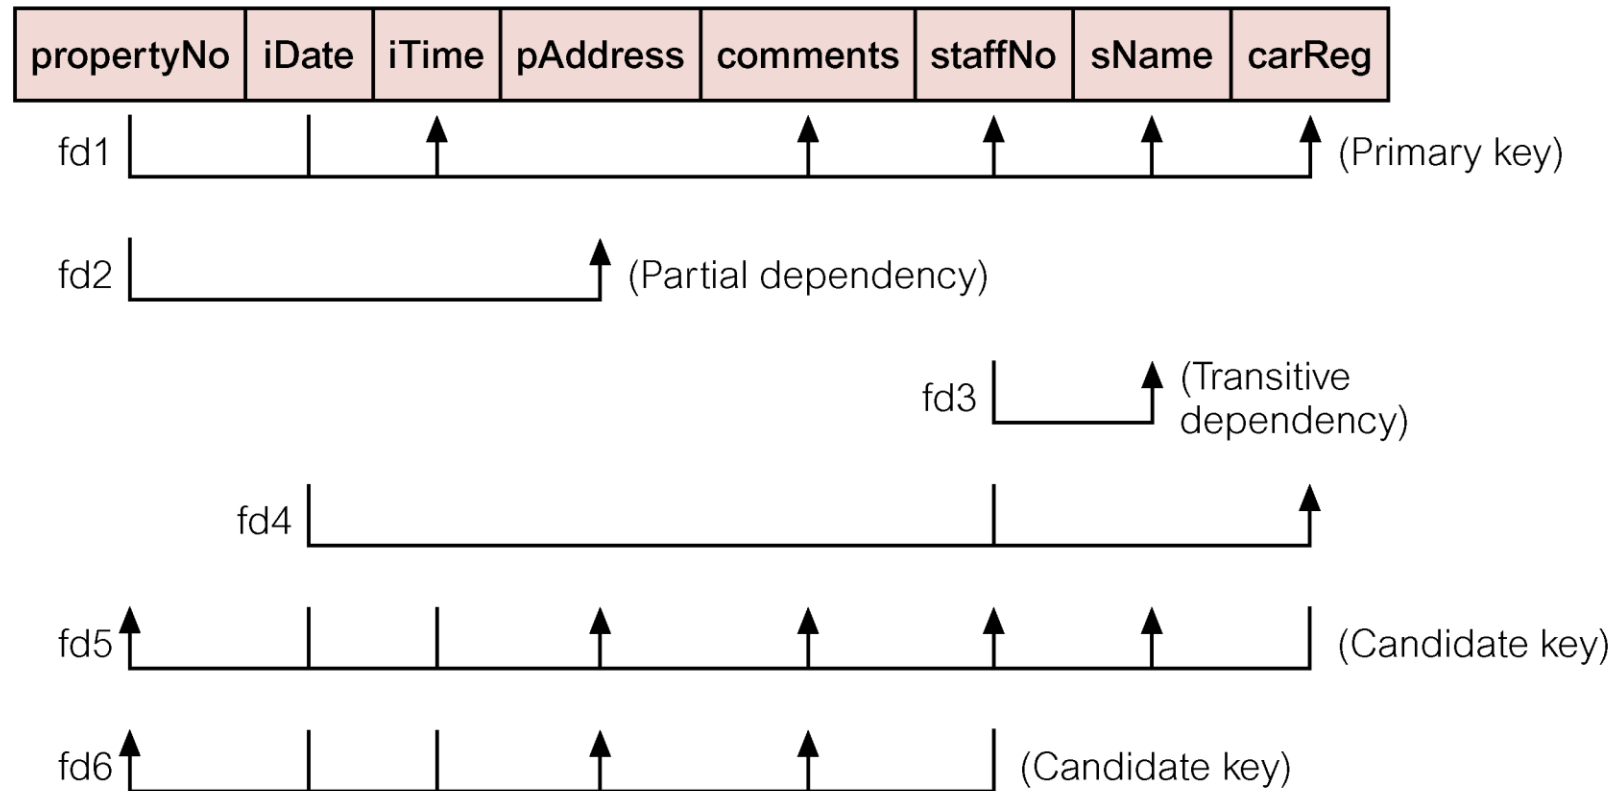 propertyNo iDate iTime pAddress comments staffNo sName carReg
fd1 (Primary key)
fd2 (Partial dependency)
fd3 (Transitive
dependency)
fd4
fd5 (Candidate key)
fd6 (Candidate key)